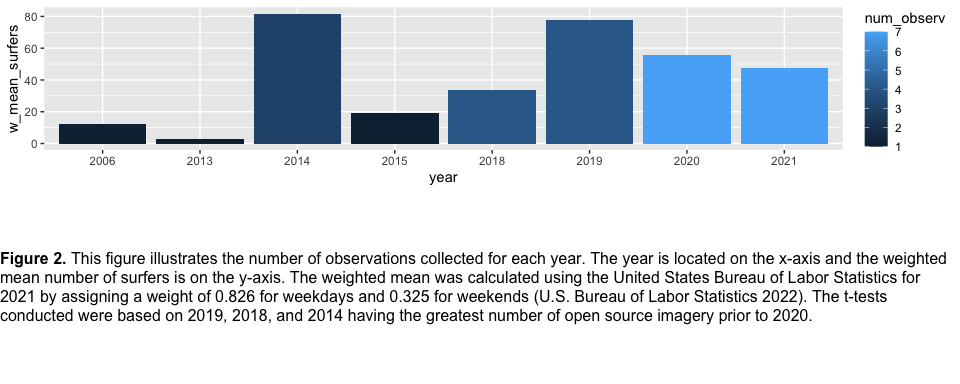 w_mean_surfers
80
60
40
20
0
2006 2013 2014 2015 2018 2019 2020 2021
year
num_observ
7
6
5
4
3
2
1
Figure 2. This figure illustrates the number of observations collected for each year. The year is located on the x-axis and the weighted
mean number of surfers is on the y-axis. The weighted mean was calculated using the United States Bureau of Labor Statistics for
2021 by assigning a weight of 0.826 for weekdays and 0.325 for weekends (U.S. Bureau of Labor Statistics 2022). The t-tests
conducted were based on 2019, 2018, and 2014 having the greatest number of open source imagery prior to 2020.